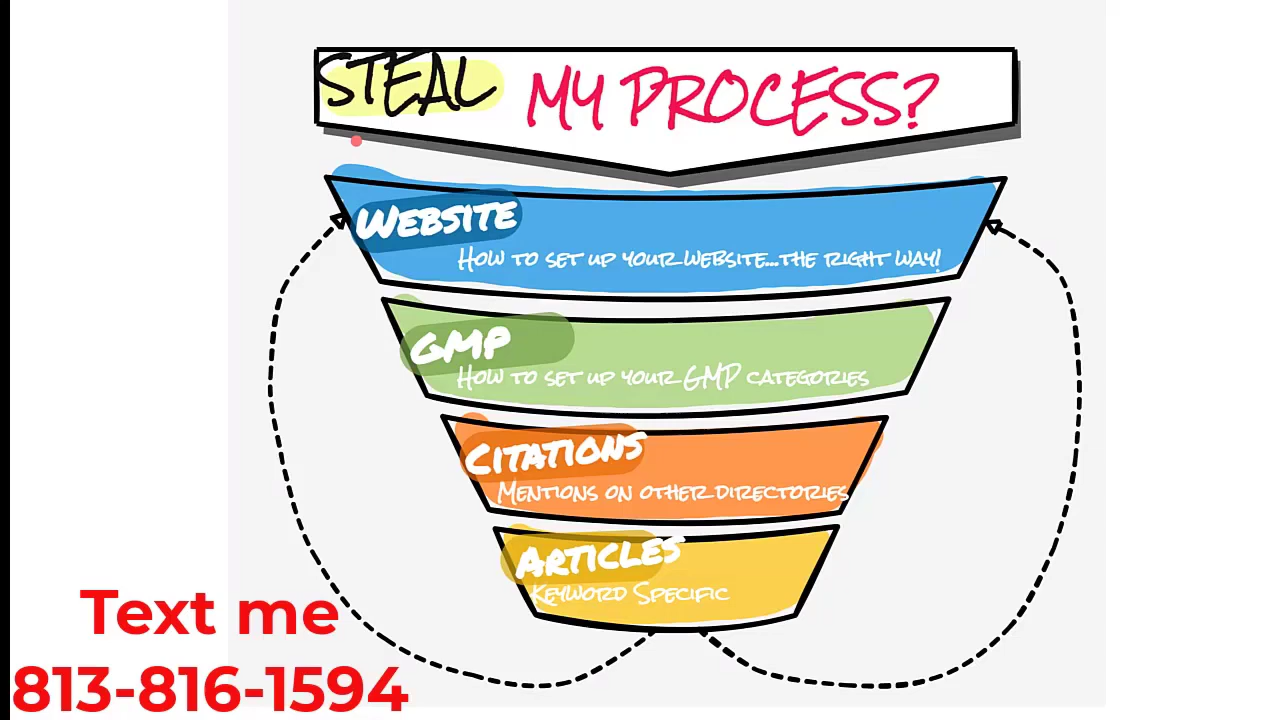 STEAL MY PROCESS?
Website
How to set up your website...the right way!
GMP
How to set up your GMP categories
Citations
Mentions on other directories
Articles
Keyword Specific
Text me
813-816-1594